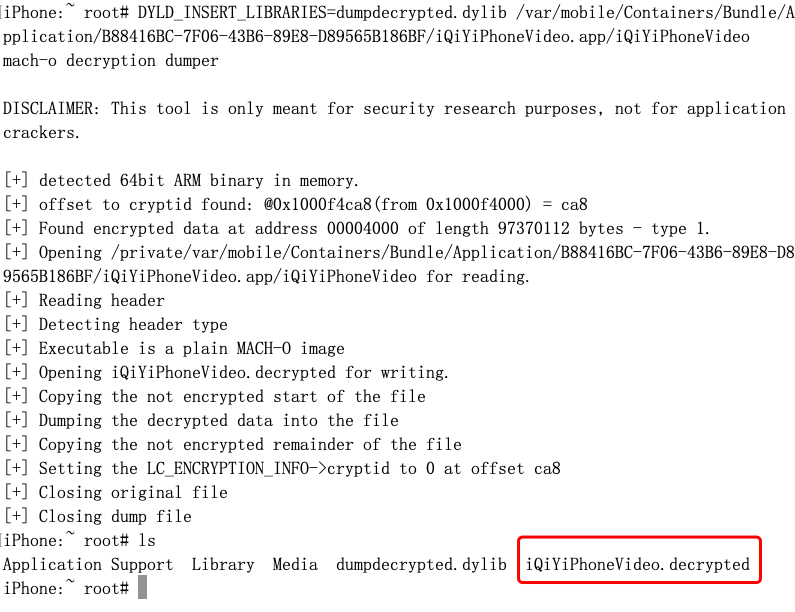 iPhone:~ root# DYLD_INSERT_LIBRARIES=dumpdecrypted.dylib /var/mobile/Containers/Bundle/A
pplication/B88416BC-7F06-43B6-89E8-D89565B186BF/iQiYiPhoneVideo.app/iQiYiPhoneVideo
mach-o decryption dumper
DISCLAIMER: This tool is only meant for security research purposes, not for application
crackers.
[+] detected 64bit ARM binary in memory.
[+] offset to cryptid found: @0x1000f4ca8(from 0x1000f4000) = ca8
[+] Found encrypted data at address 00004000 of length 97370112 bytes - type 1.
[+] Opening /private/var/mobile/Containers/Bundle/Application/B88416BC-7F06-43B6-89E8-D8
9565B186BF/iQiYiPhoneVideo.app/iQiYiPhoneVideo for reading.
[+] Reading header
[+] Detecting header type
[+] Executable is a plain MACH-O image
[+] Opening iQiYiPhoneVideo.decrypted for writing.
[+] Copying the not encrypted start of the file
[+] Dumping the decrypted data into the file
[+] Copying the not encrypted remainder of the file
[+] Setting the LC_ENCRYPTION_INFO->cryptid to 0 at offset ca8
[+] Closing original file
[+] Closing dump file
iPhone:~ root# ls
Application Support  Library  Media  dumpdecrypted.dylib  iQiYiPhoneVideo.decrypted
iPhone:~ root#